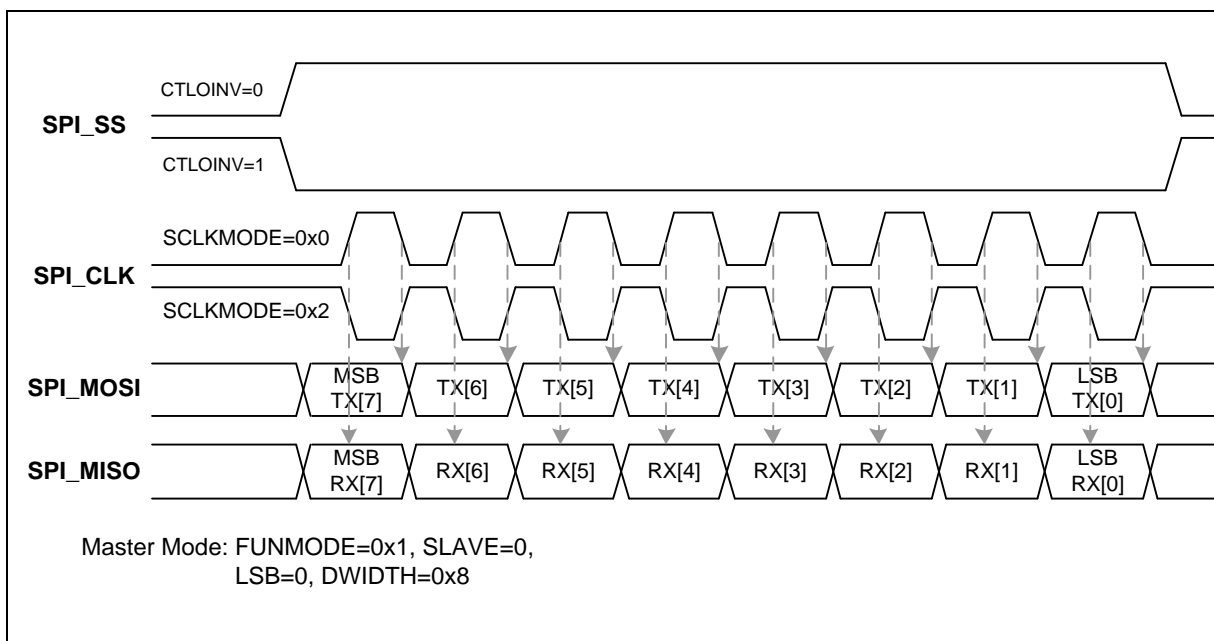 CTLOINV=0
SPI_SS
CTLOINV=1
SCLKMODE=0x0
SPI_CLK
SCLKMODE=0x2
SPI_MOSI
MSB
TX[7]
TX[6]
TX[5]
TX[4]
TX[3]
TX[2]
TX[1]
LSB
TX[0]
SPI_MISO
MSB
RX[7]
RX[6]
RX[5]
RX[4]
RX[3]
RX[2]
RX[1]
LSB
RX[0]
Master Mode: FUNMODE=0x1, SLAVE=0,
LSB=0, DWIDTH=0x8